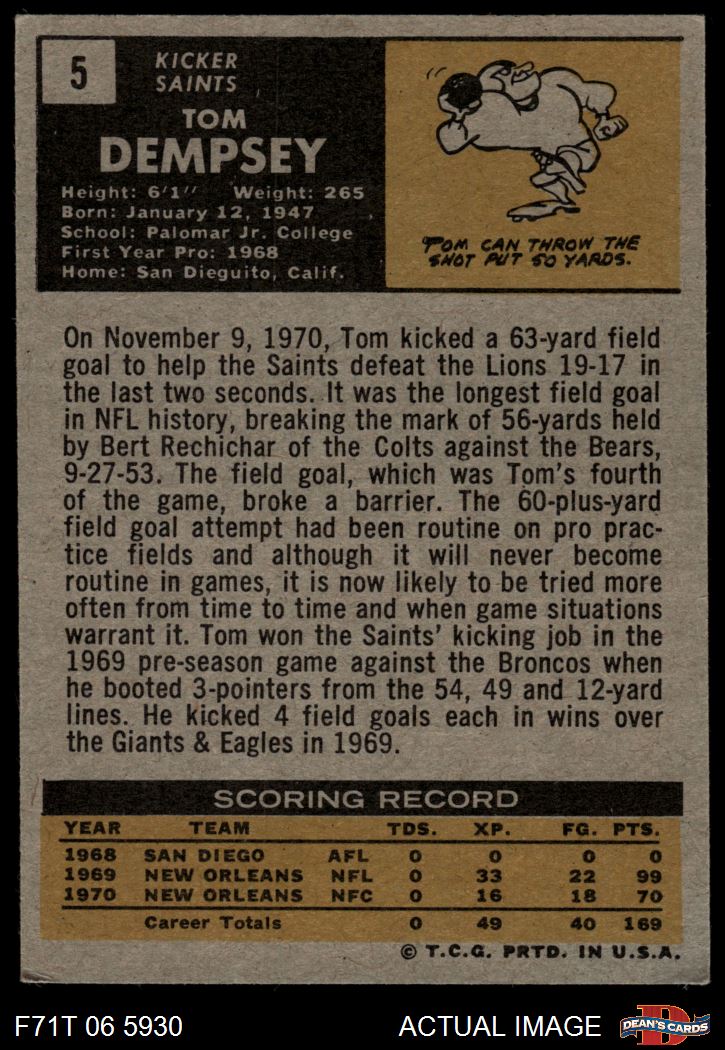 5
KICKER
SAINTS
TOM
DEMPSEY
Height: 6'1" Weight: 265
Born: January 12, 1947
School: Palomar Jr. College
First Year Pro: 1968
Home: San Dieguito, Calif.
TOM CAN THROW THE
SHOT PUT 50 YARDS.
On November 9, 1970, Tom kicked a 63-yard field
goal to help the Saints defeat the Lions 19-17 in
the last two seconds. It was the longest field goal
in NFL history, breaking the mark of 56-yards held
by Bert Rechichar of the Colts against the Bears,
9-27-53. The field goal, which was Tom's fourth
of the game, broke a barrier. The 60-plus-yard
field goal attempt had been routine on pro prac-
tice fields and although it will never become
routine in games, it is now likely to be tried more
often from time to time and when game situations
warrant it. Tom won the Saints' kicking job in the
1969 pre-season game against the Broncos when
he booted 3-pointers from the 54, 49 and 12-yard
lines. He kicked 4 field goals each in wins over
the Giants & Eagles in 1969.
SCORING RECORD
YEAR TEAM TDS. XP. FG. PTS.
1968 SAN DIEGO AFL 0 0 0 0
1969 NEW ORLEANS NFL 0 33 22 99
1970 NEW ORLEANS NFC 0 16 18 70
Career Totals 0 49 40 169
© T.C.G. PRTD. IN U.S.A.
F71T 06 5930 ACTUAL IMAGE
D
DEAN'S CARDS